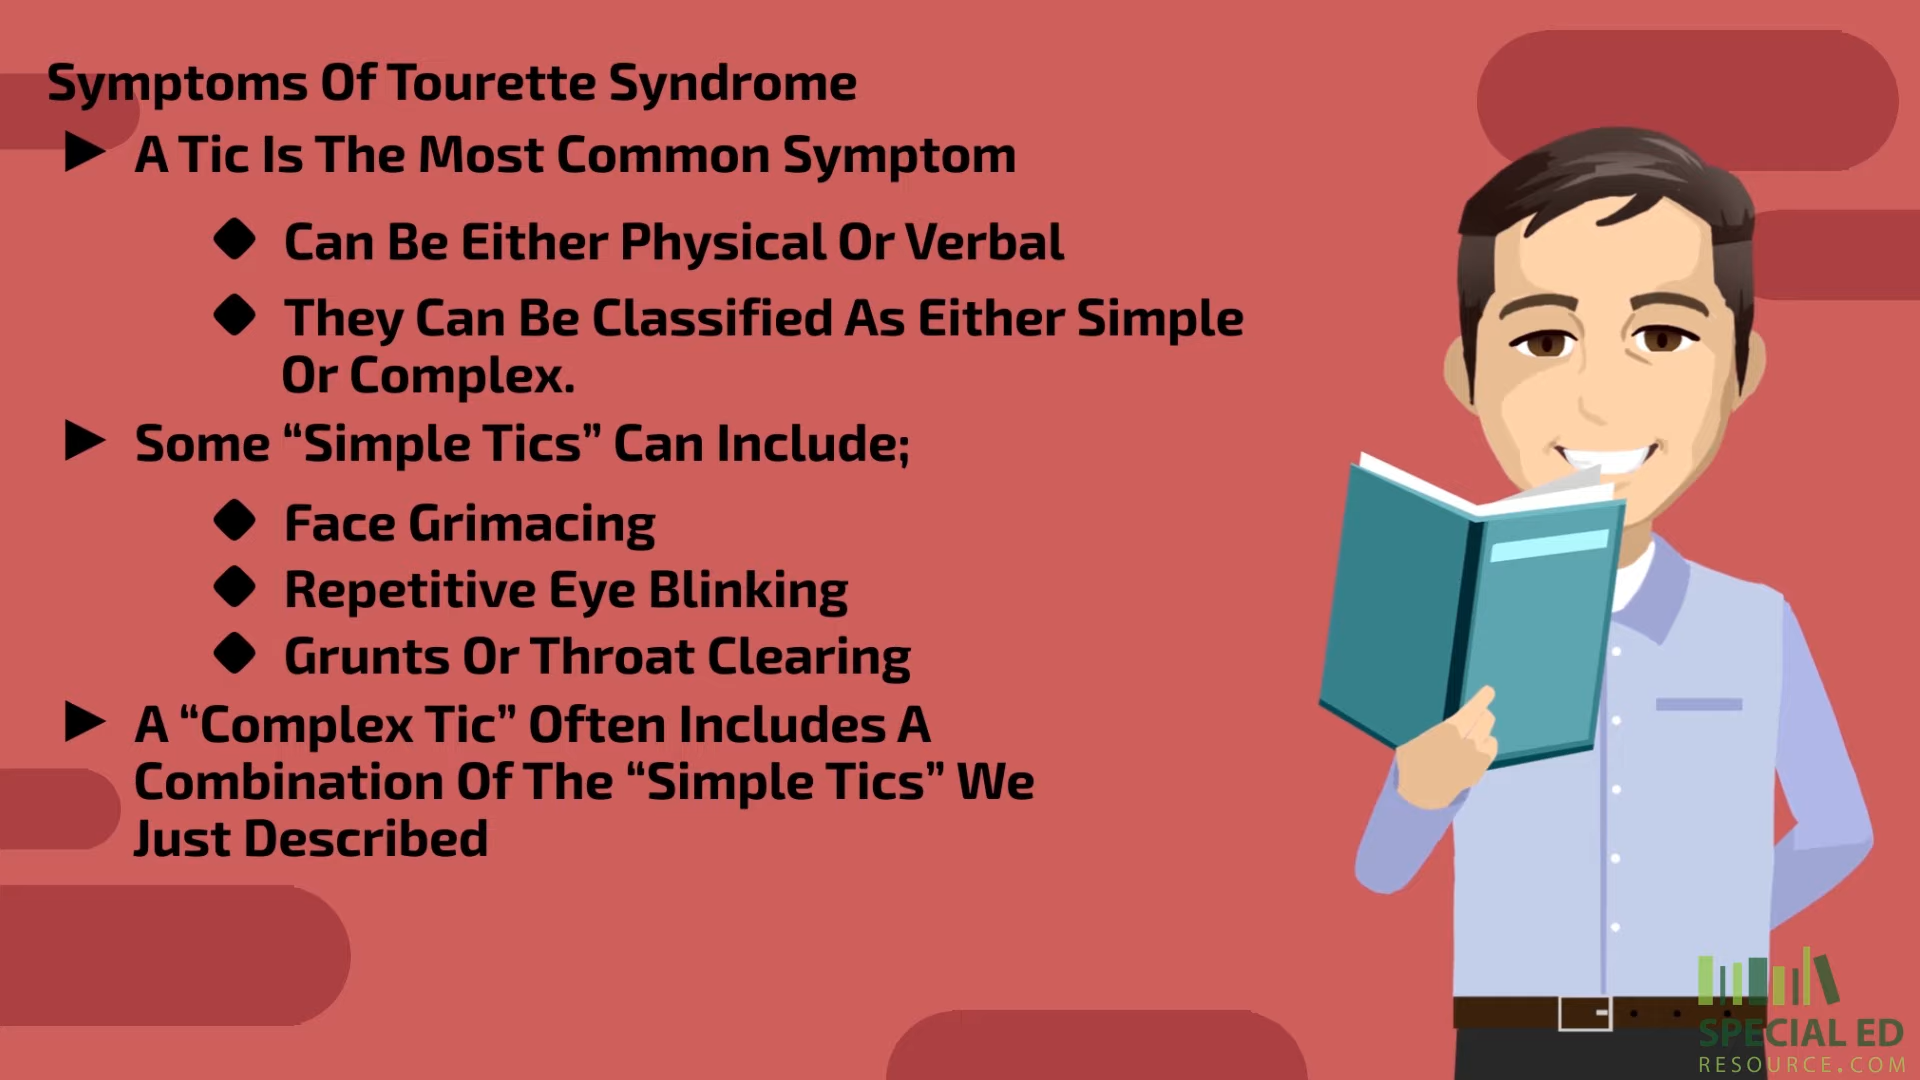 Symptoms Of Tourette Syndrome
A Tic Is The Most Common Symptom
Can Be Either Physical Or Verbal
They Can Be Classified As Either Simple
Or Complex.
Some “Simple Tics” Can Include;
Face Grimacing
Repetitive Eye Blinking
Grunts Or Throat Clearing
A “Complex Tic” Often Includes A
Combination Of The “Simple Tics” We
Just Described
SPECIAL ED
RESOURCE.COM